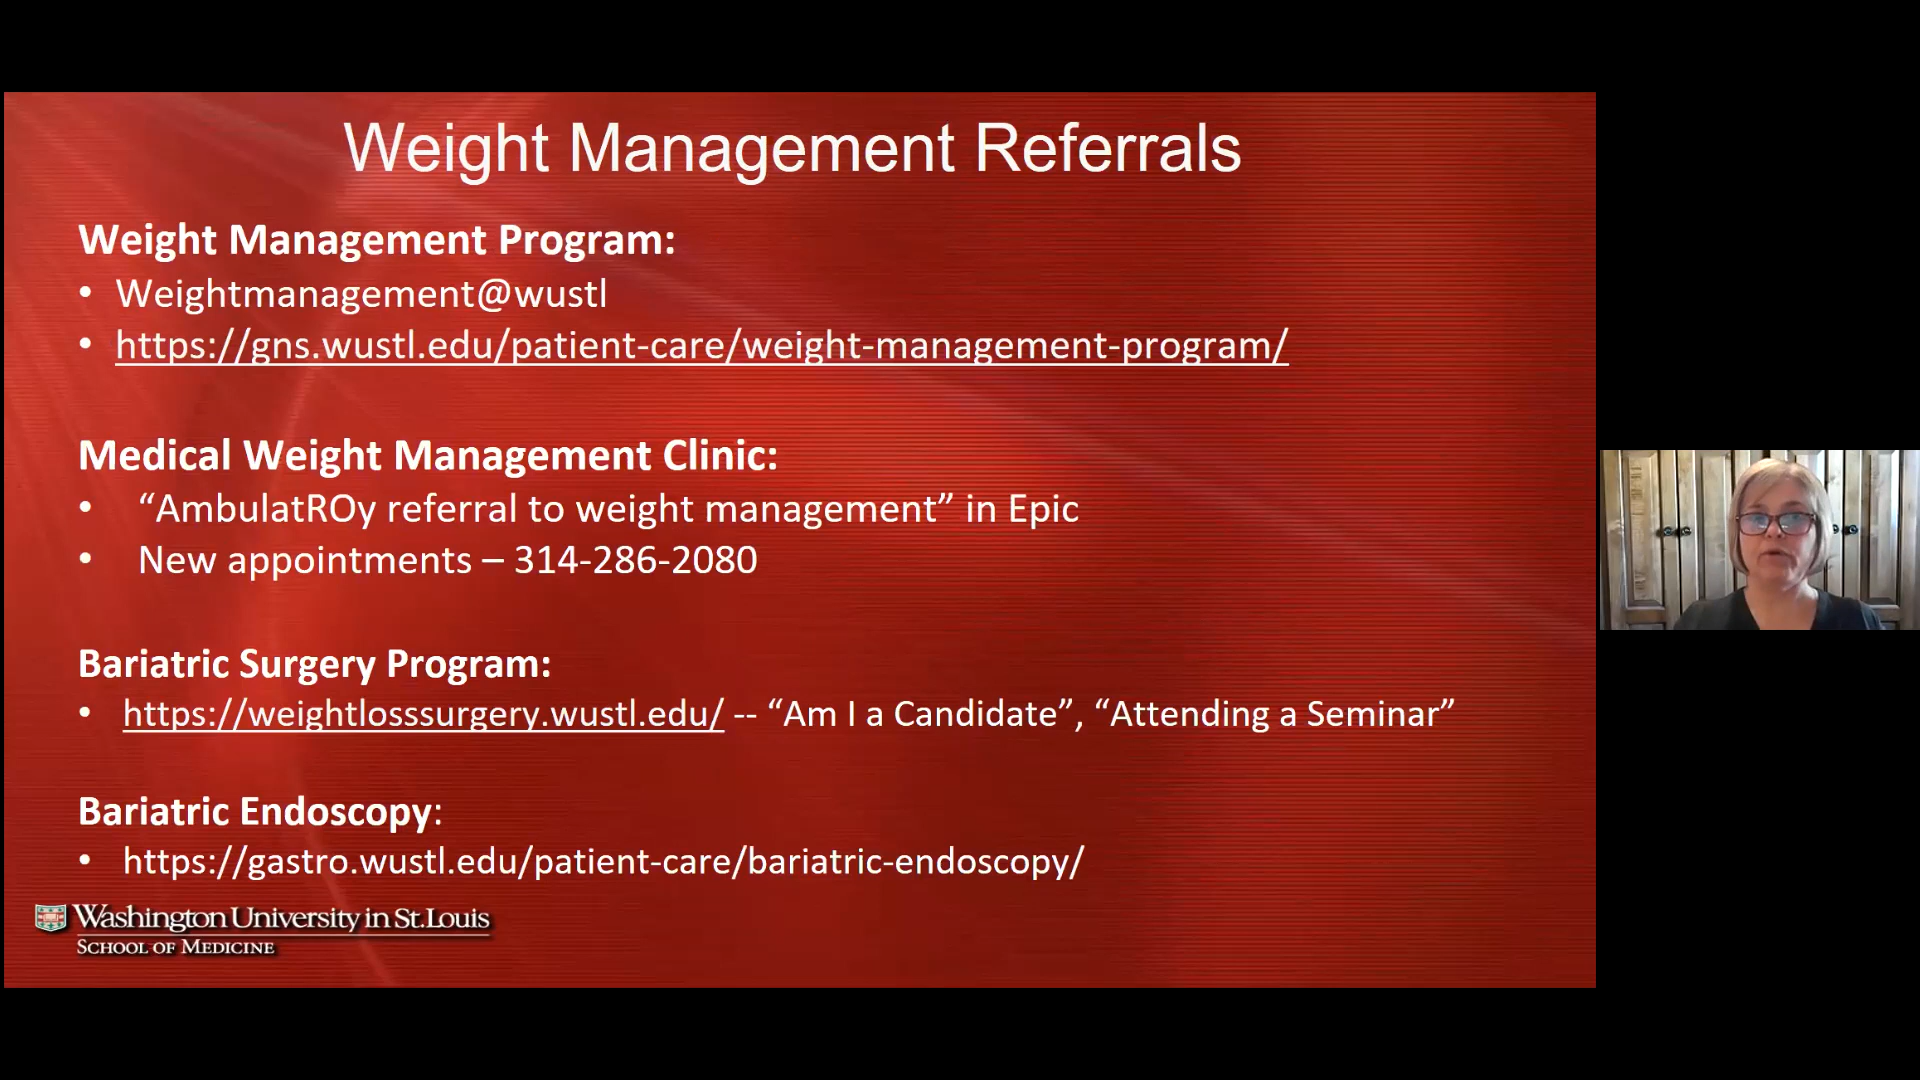 Weight Management Referrals
Weight Management Program:
• Weightmanagement@wustl
• https://gns.wustl.edu/patient-care/weight-management-program/
Medical Weight Management Clinic:
• “AmbulatROy referral to weight management” in Epic
• New appointments – 314-286-2080
Bariatric Surgery Program:
• https://weightlosssurgery.wustl.edu/ -- “Am I a Candidate”, “Attending a Seminar”
Bariatric Endoscopy:
• https://gastro.wustl.edu/patient-care/bariatric-endoscopy/
Washington University in St.Louis
SCHOOL OF MEDICINE